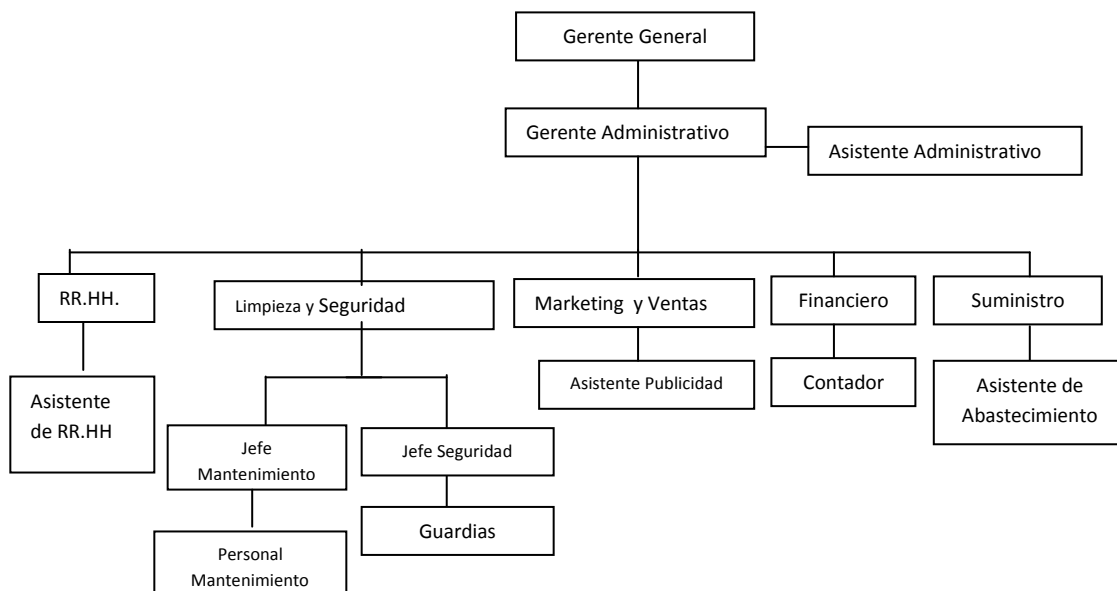 Gerente General
Gerente Administrativo
Asistente Administrativo
RR.HH.
Limpieza y Seguridad
Marketing y Ventas
Financiero
Suministro
Asistente
de RR.HH
Asistente Publicidad
Contador
Asistente de
Abastecimiento
Jefe
Mantenimiento
Jefe Seguridad
Guardias
Personal
Mantenimiento